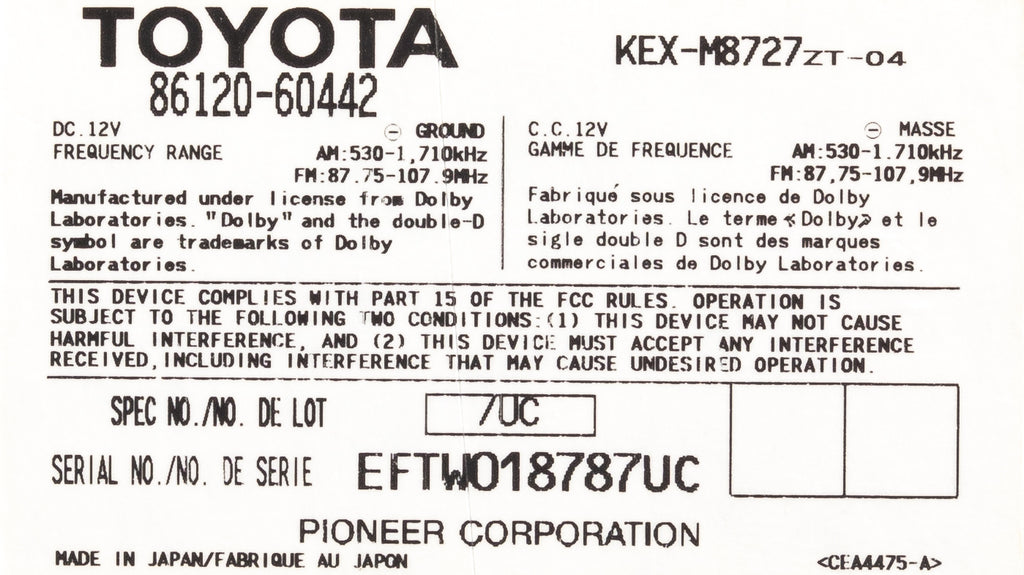 TOYOTA
86120-60442
KEX-M8727ZT-04
DC.12V ⊖ GROUND
FREQUENCY RANGE AM:530-1,710kHz
FM:87.75-107.9MHz
Manufactured under license from Dolby
Laboratories. "Dolby" and the double-D
symbol are trademarks of Dolby
Laboratories.
C.C.12V ⊖ MASSE
GAMME DE FREQUENCE AM:530-1.710kHz
FM:87,75-107,9MHz
Fabriqué sous licence de Dolby
Laboratories. Le terme «Dolby» et le
sigle double D sont des marques
commerciales de Dolby Laboratories.
THIS DEVICE COMPLIES WITH PART 15 OF THE FCC RULES. OPERATION IS
SUBJECT TO THE FOLLOWING TWO CONDITIONS:(1) THIS DEVICE MAY NOT CAUSE
HARMFUL INTERFERENCE, AND (2) THIS DEVICE MUST ACCEPT ANY INTERFERENCE
RECEIVED, INCLUDING INTERFERENCE THAT MAY CAUSE UNDESIRED OPERATION.
SPEC NO./NO. DE LOT /UC
SERIAL NO./NO. DE SERIE EFTW018787UC
PIONEER CORPORATION
MADE IN JAPAN/FABRIQUE AU JAPON <CEA4475-A>